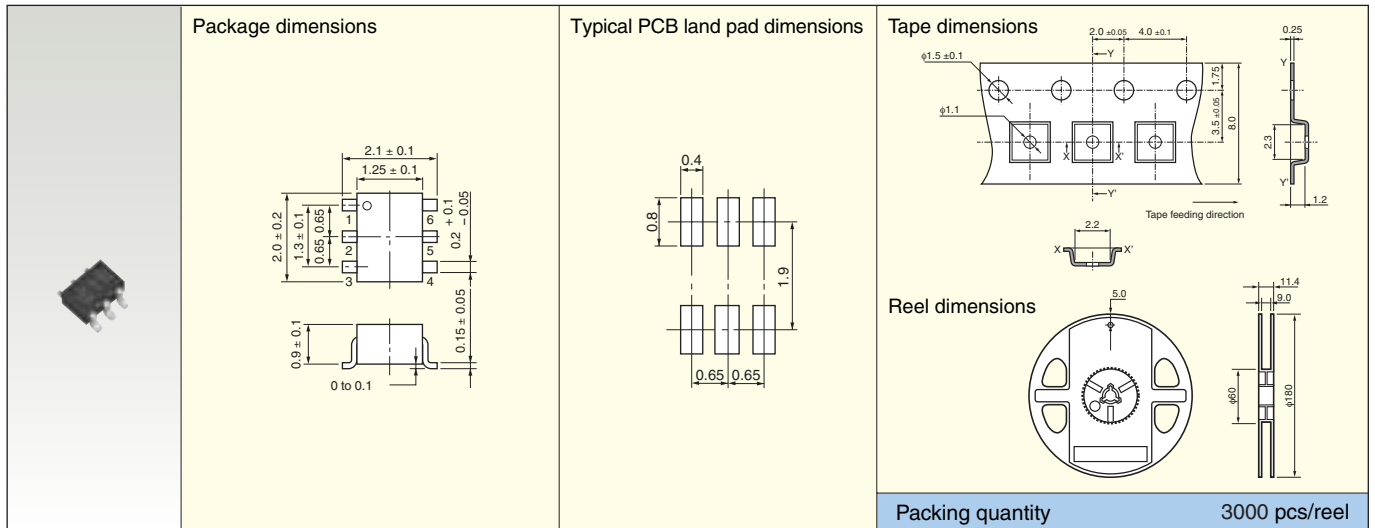 Package dimensions
2.1 ± 0.1
1.25 ± 0.1
2.0 ± 0.2
1.3 ± 0.1
0.65 0.65
1
2
3
6
5
4
0.2 + 0.1
− 0.05
0.15 ± 0.05
0.9 ± 0.1
0 to 0.1
Typical PCB land pad dimensions
0.4
0.8
1.9
0.65 0.65
Tape dimensions
2.0 ±0.05
4.0 ±0.1
0.25
φ1.5 ±0.1
Y
Y
φ1.1
1.75
3.5 ±0.05
8.0
2.3
X
X'
Y'
Y'
1.2
Tape feeding direction
2.2
X
X'
Reel dimensions
5.0
11.4
9.0
φ60
φ180
Packing quantity 3000 pcs/reel